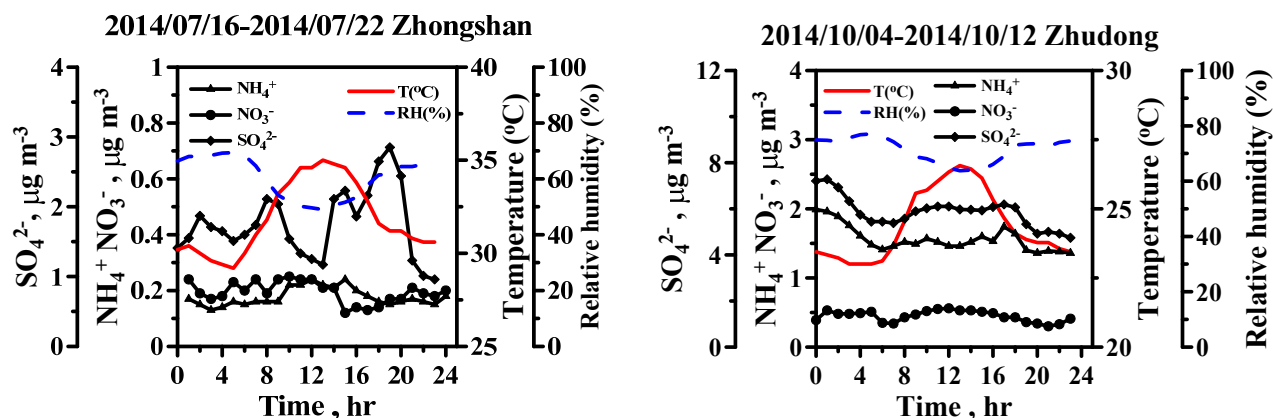 2014/07/16-2014/07/22 Zhongshan
SO₄²⁻, μg m⁻³
4
3
2
1
0
NH₄⁺ NO₃⁻, μg m⁻³
1
0.8
0.6
0.4
0.2
0
NH₄⁺
NO₃⁻
SO₄²⁻
T(°C)
RH(%)
40
35
30
25
Temperature (°C)
100
80
60
40
20
0
Relative humidity (%)
0 4 8 12 16 20 24
Time , hr
2014/10/04-2014/10/12 Zhudong
SO₄²⁻, μg m⁻³
12
8
4
0
NH₄⁺ NO₃⁻, μg m⁻³
4
3
2
1
0
T(°C)
RH(%)
NH₄⁺
NO₃⁻
SO₄²⁻
30
25
20
Temperature (°C)
100
80
60
40
20
0
Relative humidity (%)
0 4 8 12 16 20 24
Time , hr